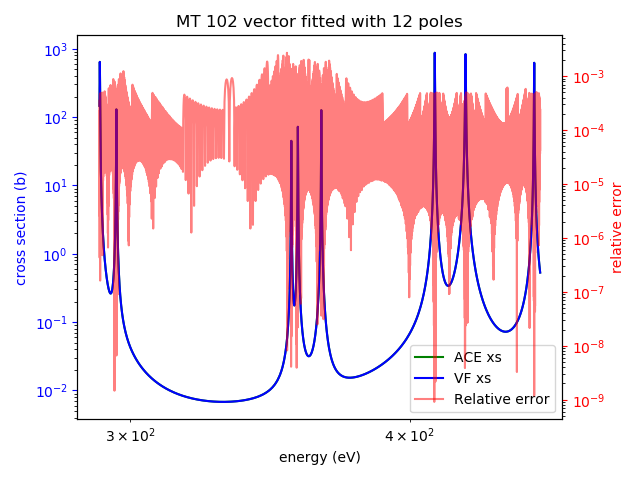 MT 102 vector fitted with 12 poles
cross section (b)
10³
10²
10¹
10⁰
10⁻¹
10⁻²
10⁻³
10⁻⁴
10⁻⁵
10⁻⁶
10⁻⁷
10⁻⁸
10⁻⁹
relative error
ACE xs
VF xs
Relative error
3 × 10²
4 × 10²
energy (eV)